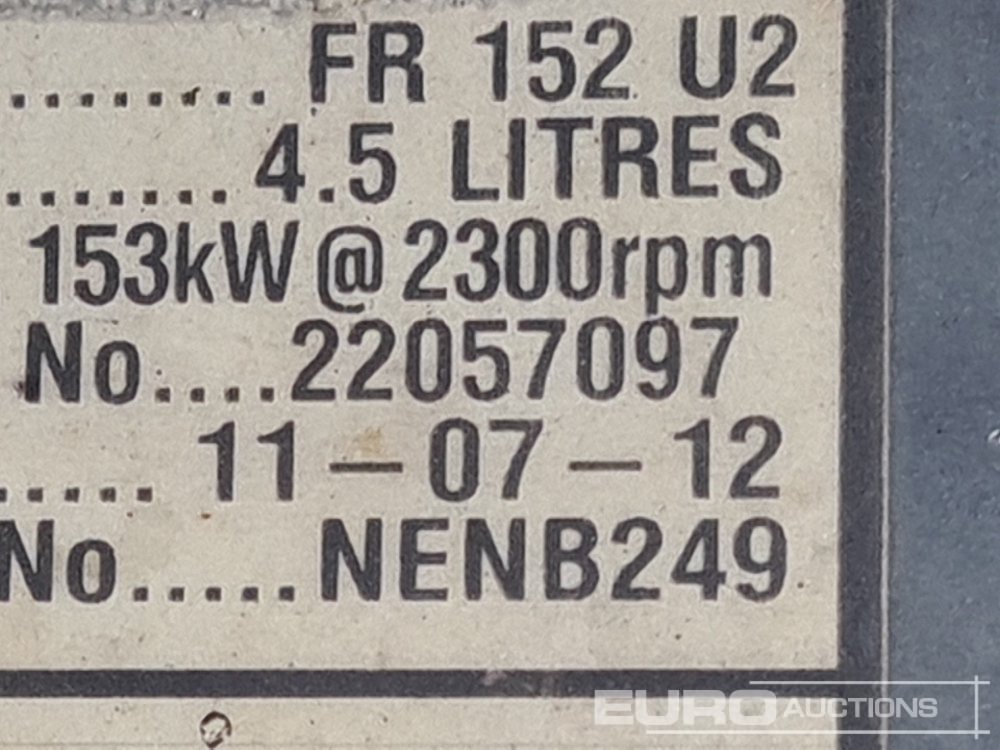 ......... FR 152 U2
........4.5 LITRES
153kW@2300rpm
No....22057097
..... 11–07–12
No.....NENB249
EURO AUCTIONS